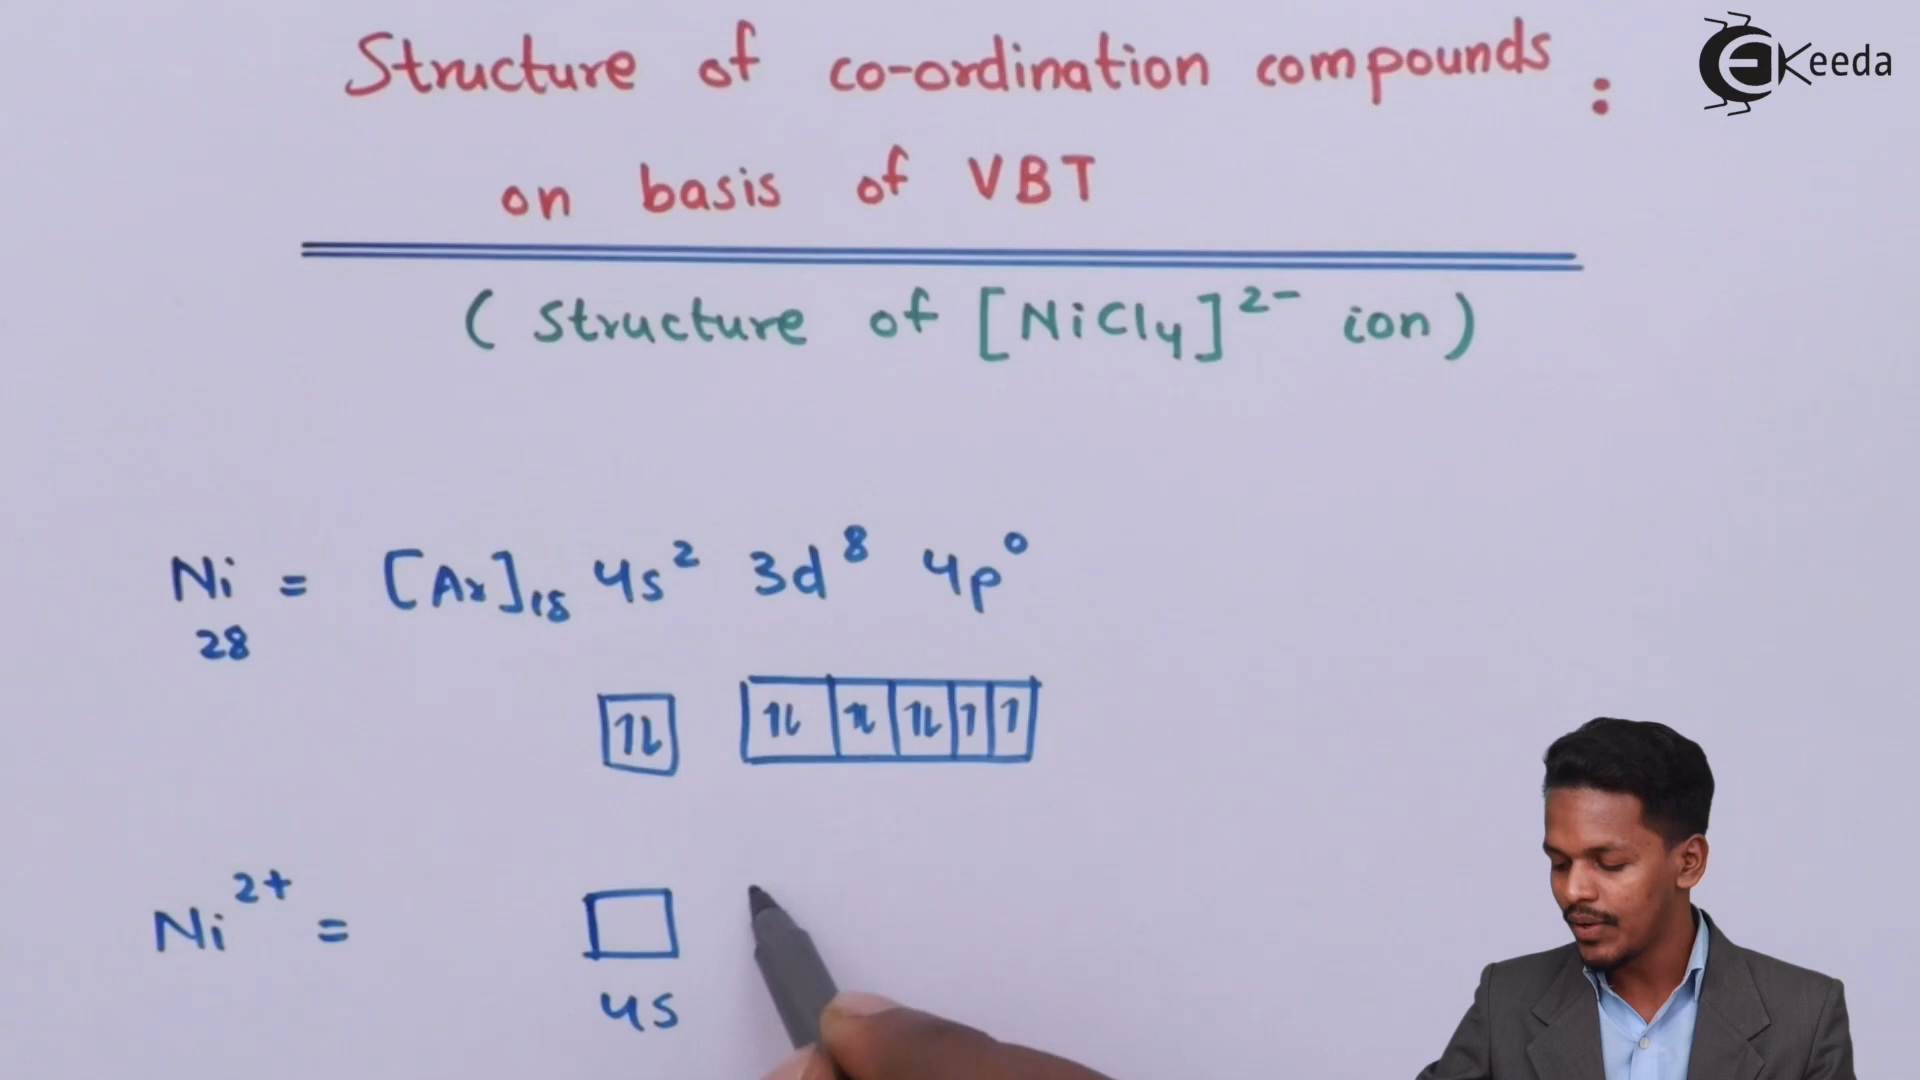 EKeeda
Structure of co-ordination compounds :
on basis of VBT
( Structure of [NiCl4]2- ion )
Ni = [Ar]18 4s2 3d8 4p0
28
1l 1l 1l 1l 1 1
Ni2+ =
4s